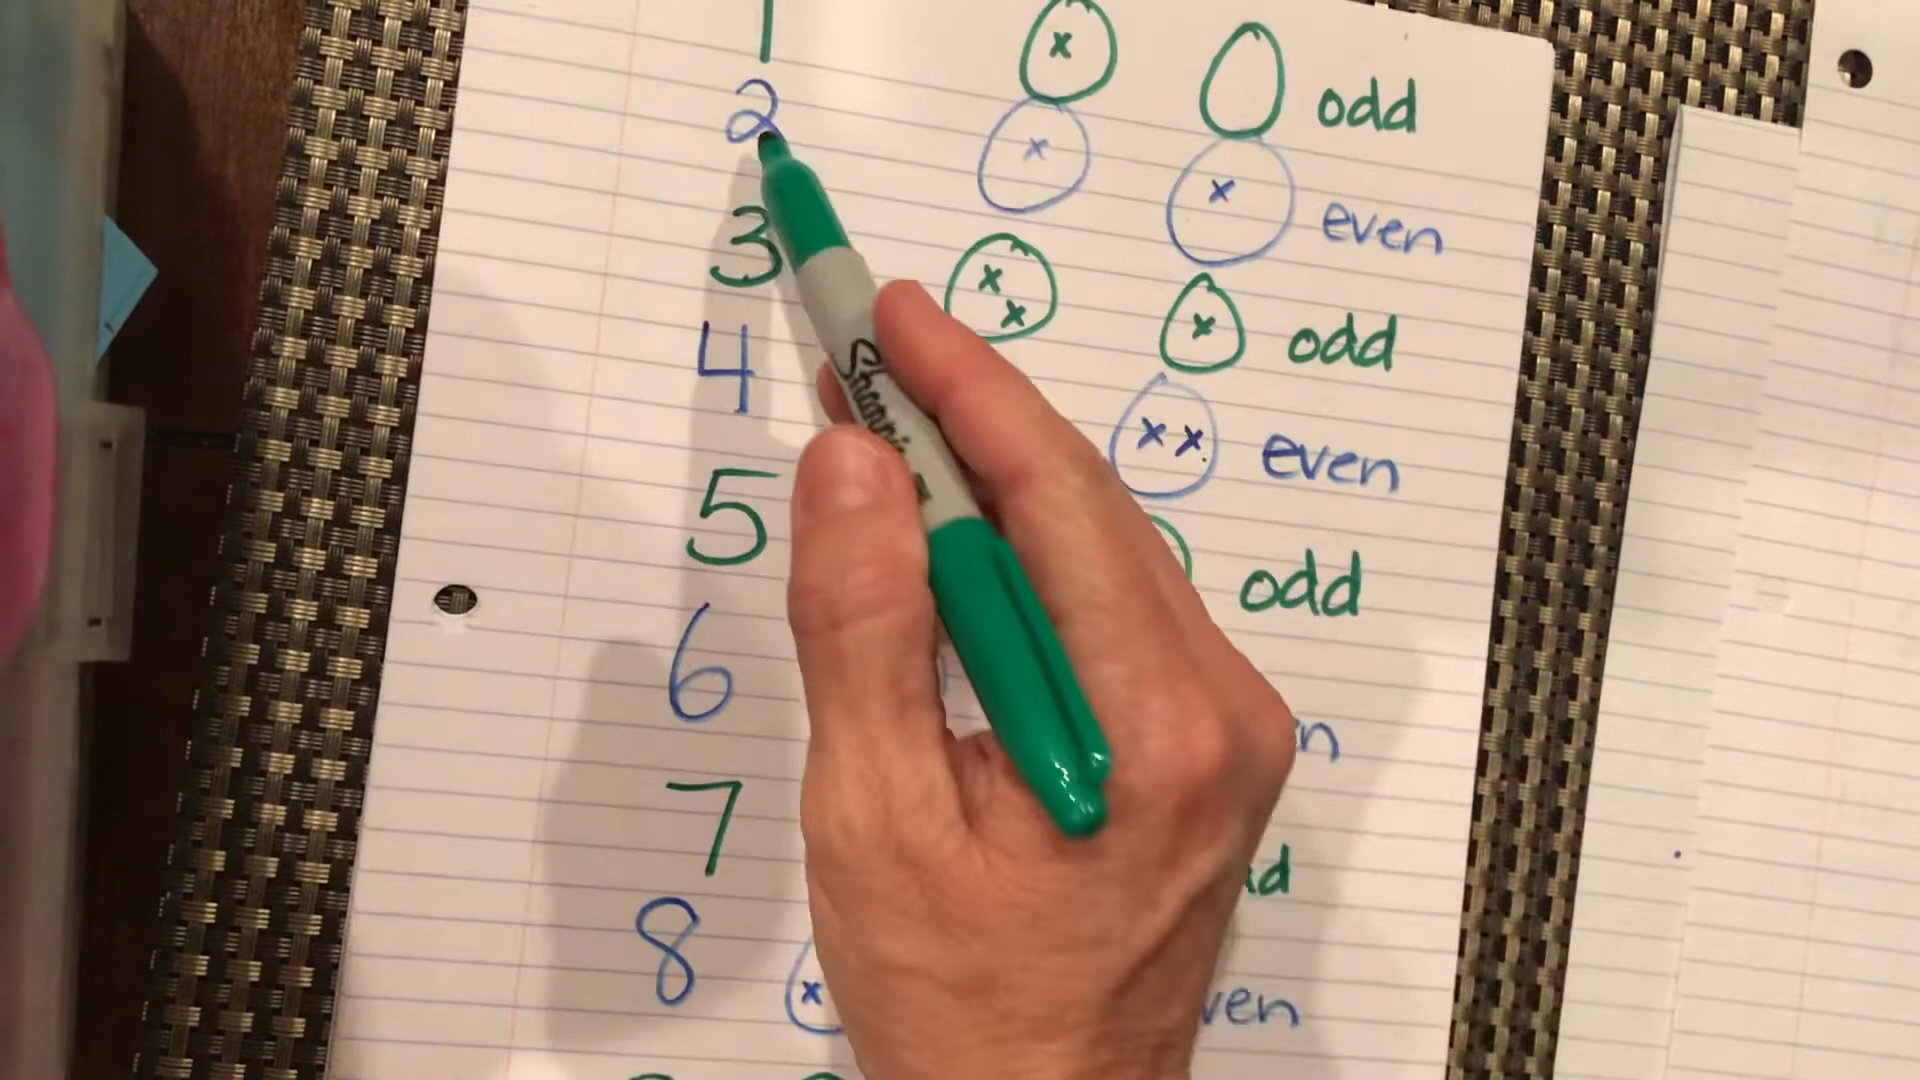 1 x odd
2 x x even
3 x x x odd
4 x x even
5 odd
6
7
8 x
Sharpie